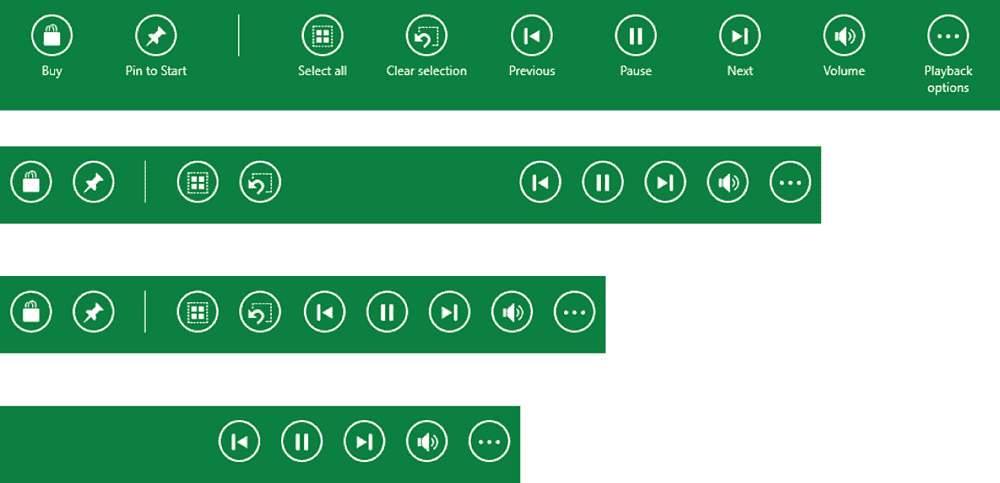 Buy
Pin to Start
Select all
Clear selection
Previous
Pause
Next
Volume
Playback
options